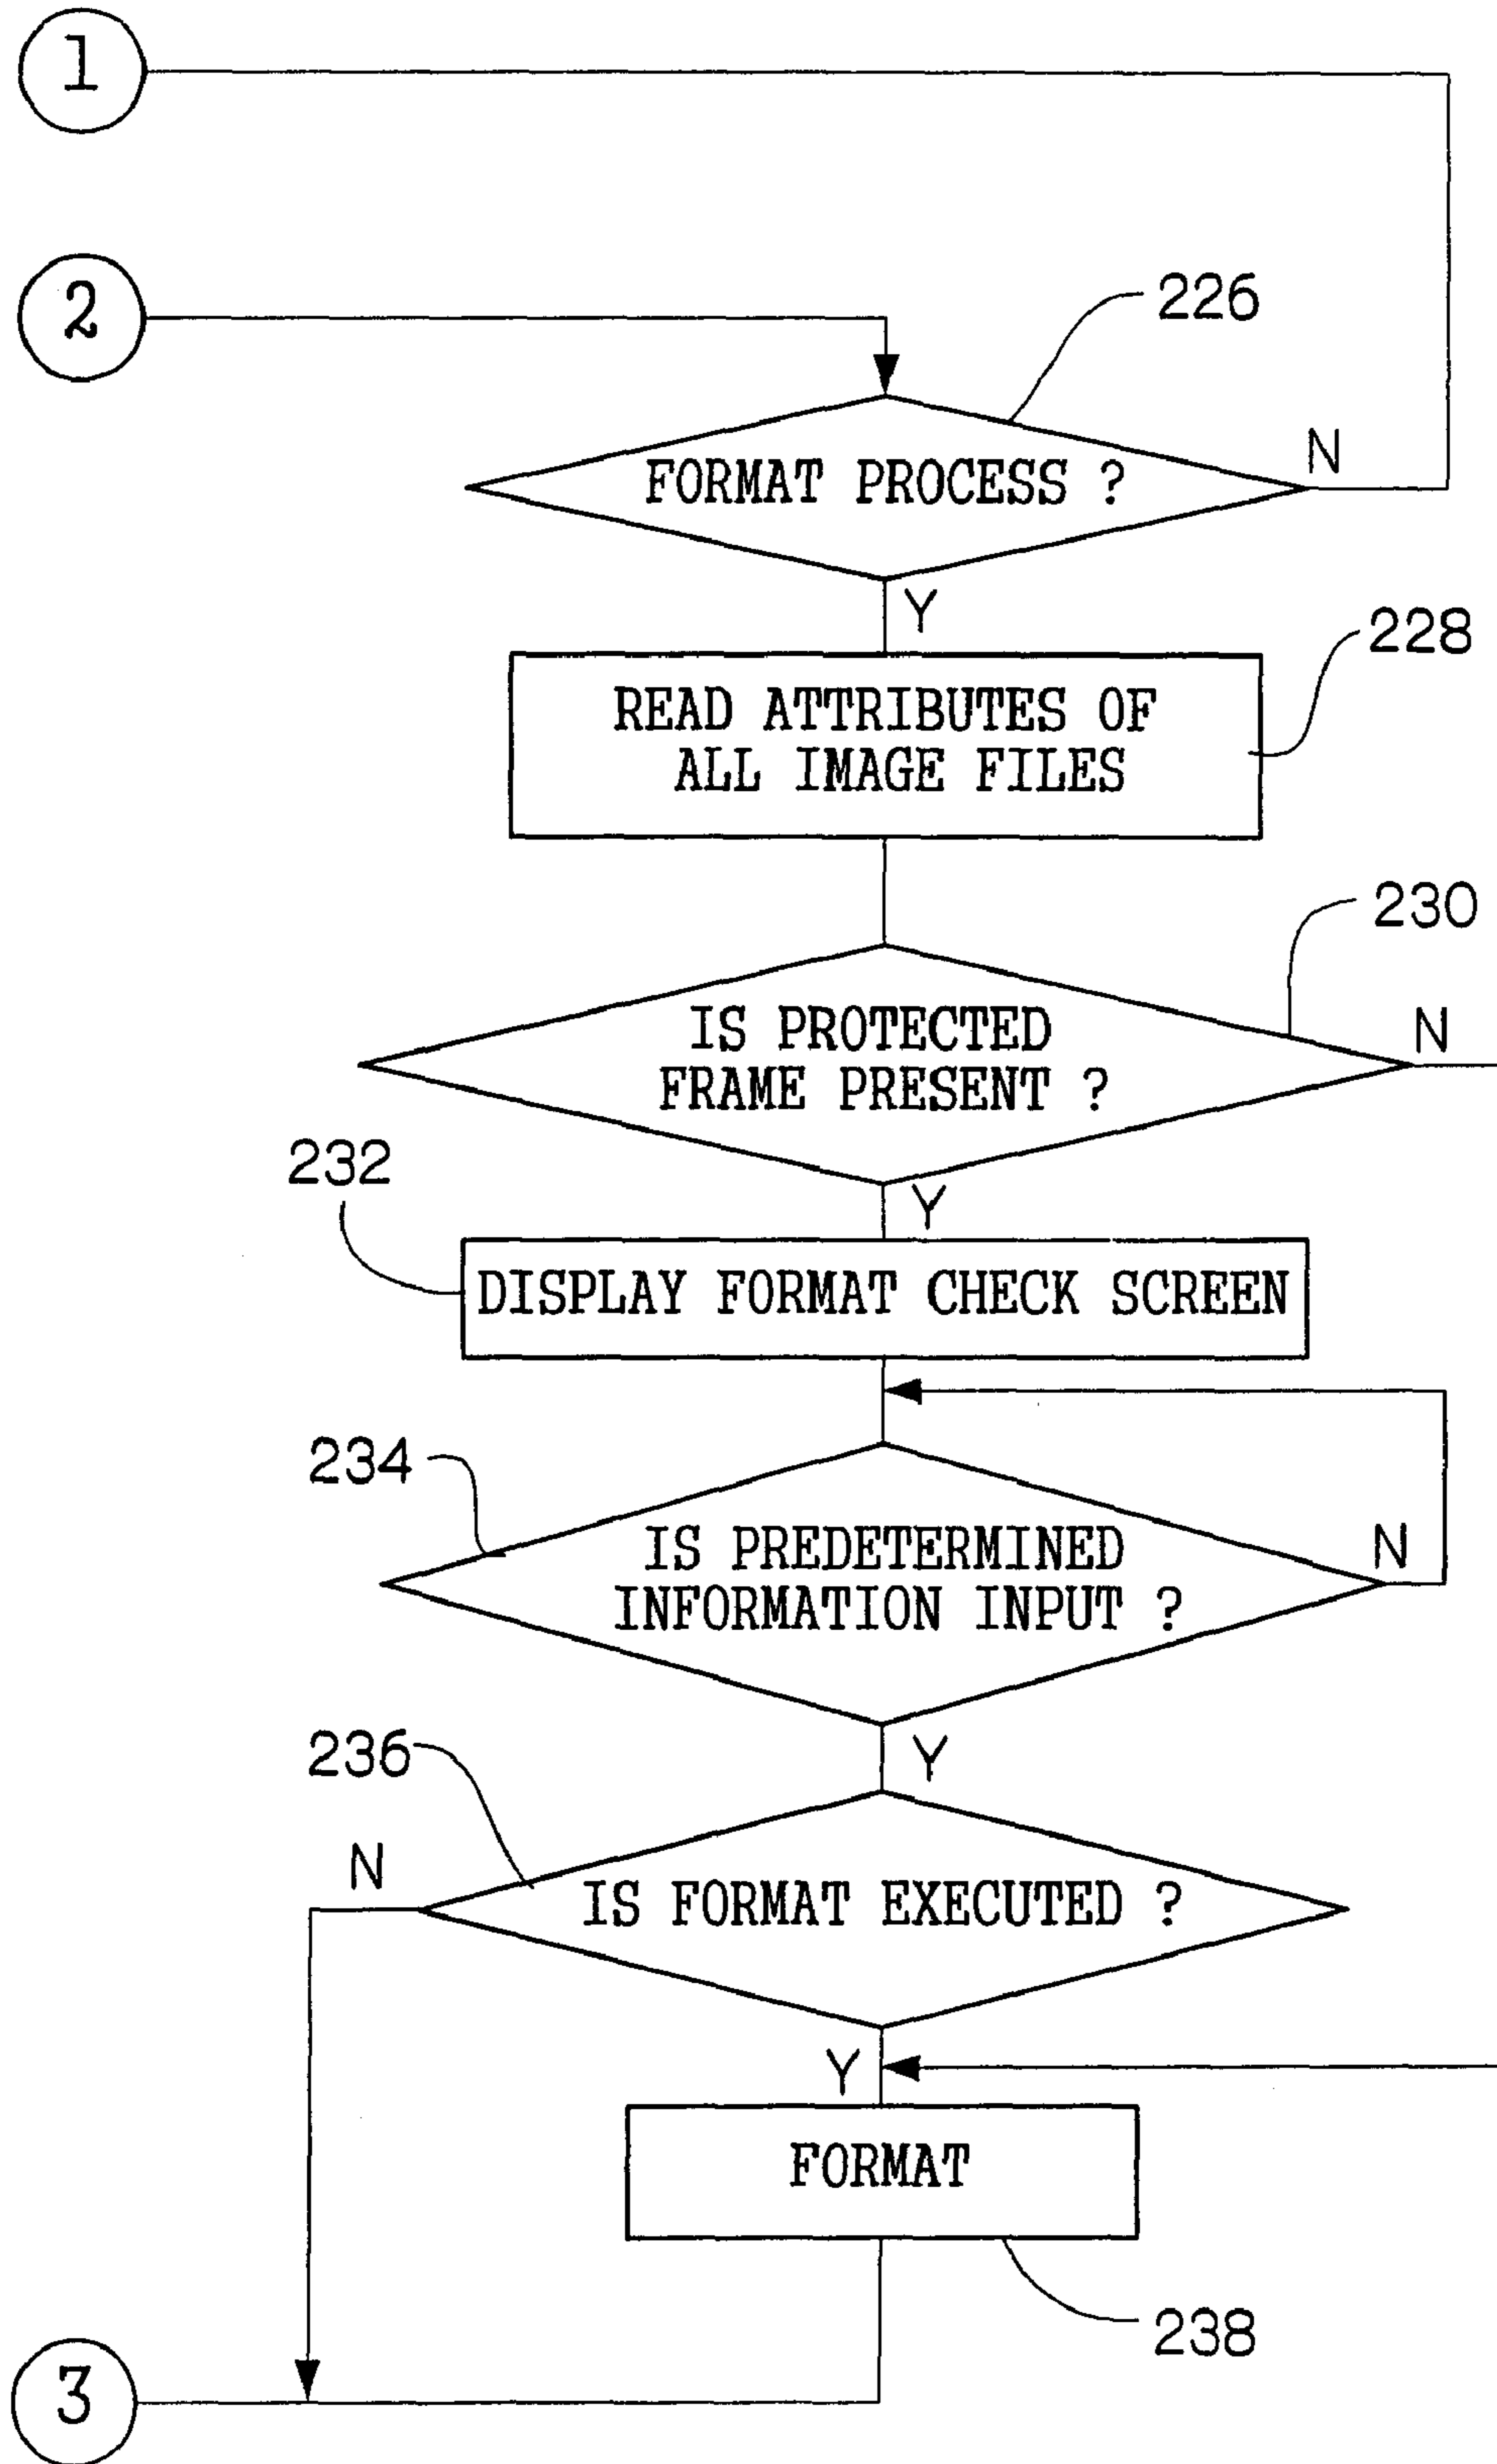 1
2
226
FORMAT PROCESS ?
N
Y
228
READ ATTRIBUTES OF
ALL IMAGE FILES
230
IS PROTECTED
FRAME PRESENT ?
N
232
Y
DISPLAY FORMAT CHECK SCREEN
234
IS PREDETERMINED
INFORMATION INPUT ?
N
236
Y
N
IS FORMAT EXECUTED ?
Y
FORMAT
238
3